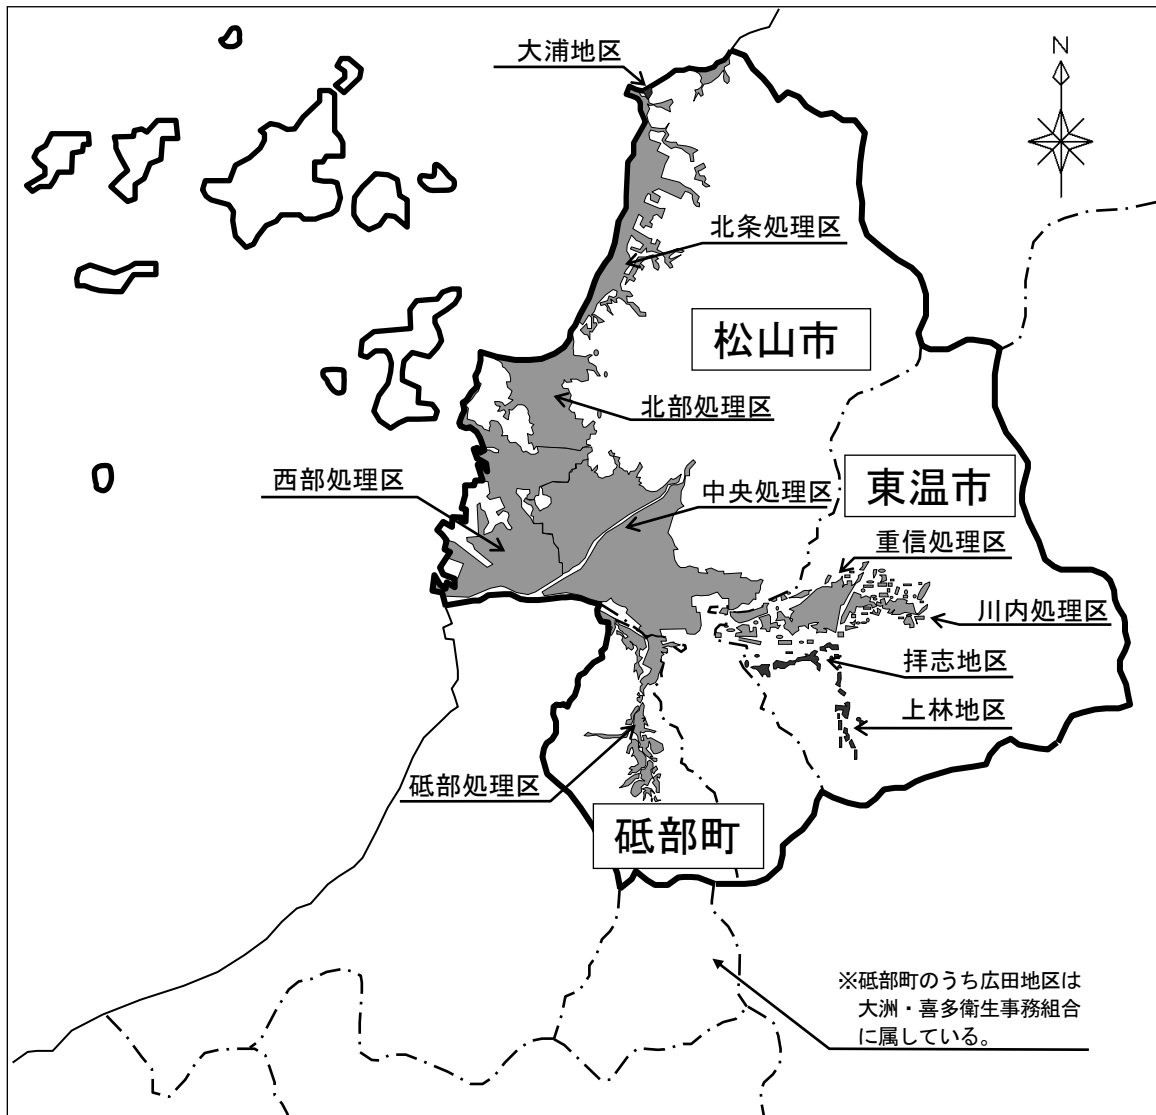 大浦地区
N
北条処理区
松山市
北部処理区
西部処理区
中央処理区
東温市
重信処理区
川内処理区
拝志地区
上林地区
砥部処理区
砥部町
※砥部町のうち広田地区は
大洲・喜多衛生事務組合
に属している。